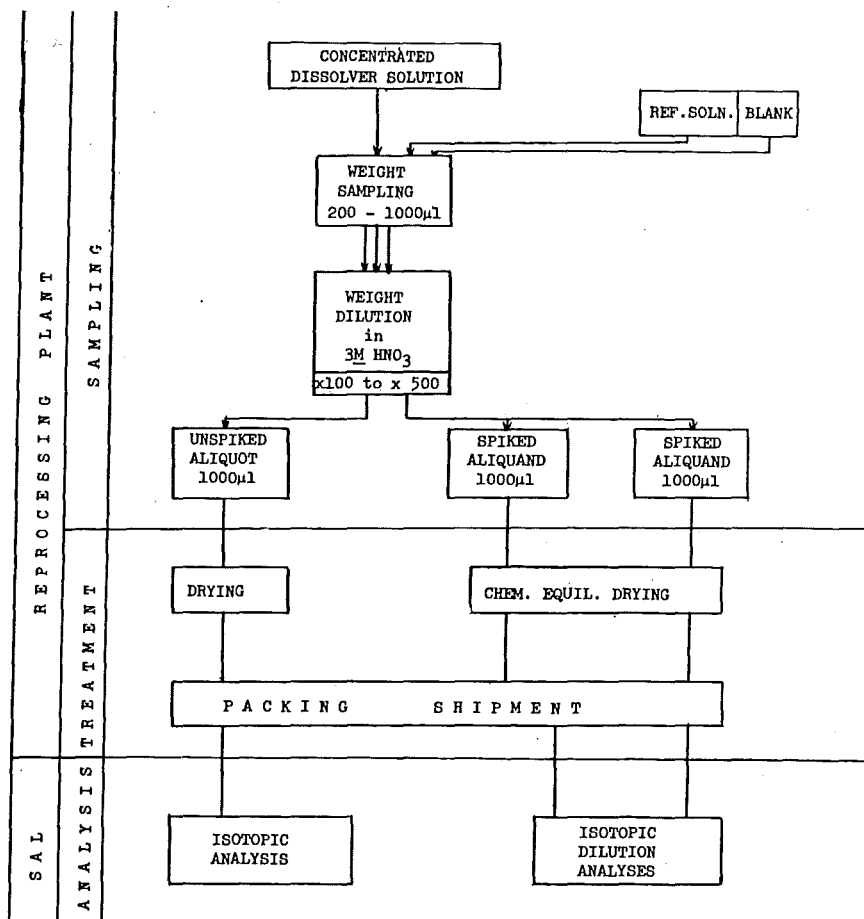 CONCENTRATED
DISSOLVER SOLUTION
REF.SOLN. BLANK
WEIGHT
SAMPLING
200 - 1000µl
WEIGHT
DILUTION
in
3M HNO3
x100 to x 500
UNSPIKED
ALIQUOT
1000µl
SPIKED
ALIQUAND
1000µl
SPIKED
ALIQUAND
1000µl
DRYING
CHEM. EQUIL. DRYING
PACKING SHIPMENT
ISOTOPIC
ANALYSIS
ISOTOPIC
DILUTION
ANALYSES
REPROCESSING PLANT
SAMPLING
TREATMENT
SAL
ANALYSIS